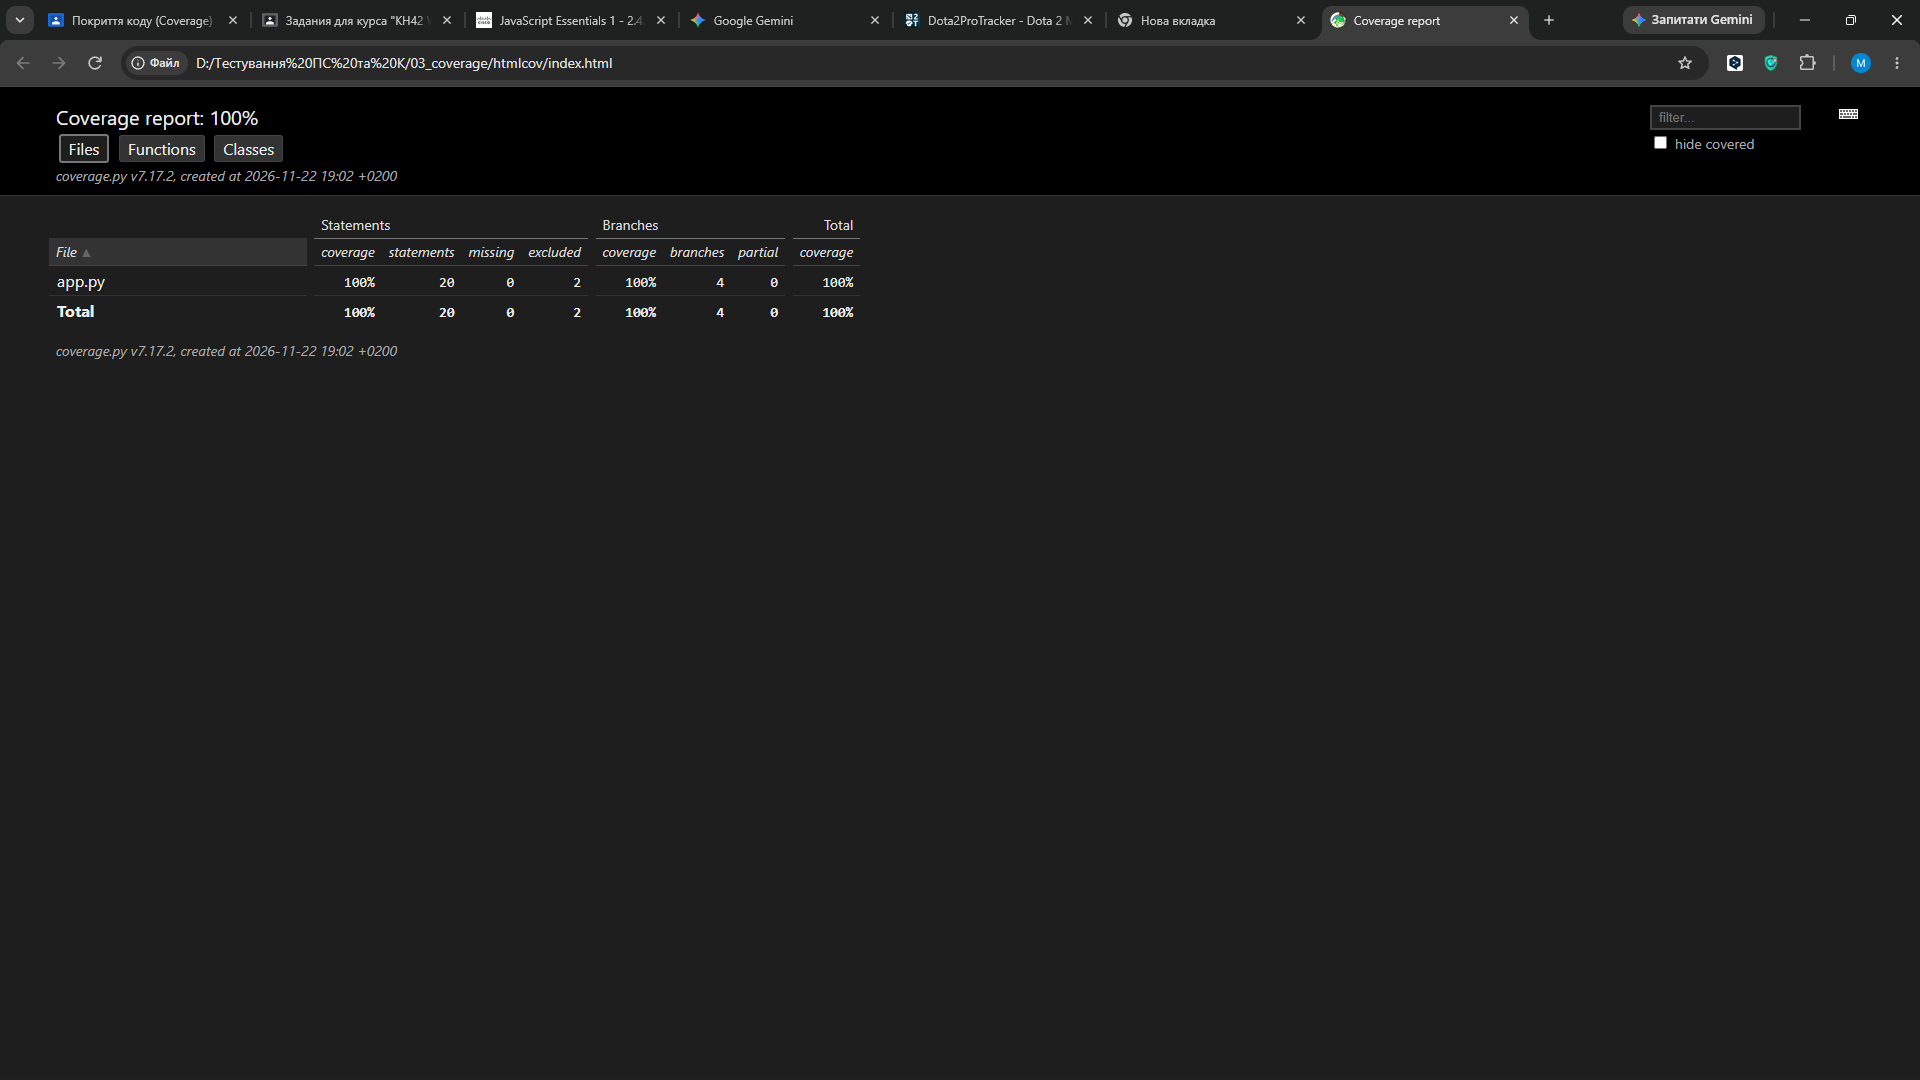 Покриття коду (Coverage)
Задания для курса "КН42
JavaScript Essentials 1 - 2.4
Google Gemini
Dota2ProTracker - Dota 2
Нова вкладка
Coverage report
Запитати Gemini
Файл
D:/Тестування%20ПС%20та%20К/03_coverage/htmlcov/index.html
M
Coverage report: 100%
filter...
hide covered
Files Functions Classes
coverage.py v7.17.2, created at 2026-11-22 19:02 +0200
Statements Branches Total
File ▲ coverage statements missing excluded coverage branches partial coverage
app.py 100% 20 0 2 100% 4 0 100%
Total 100% 20 0 2 100% 4 0 100%
coverage.py v7.17.2, created at 2026-11-22 19:02 +0200